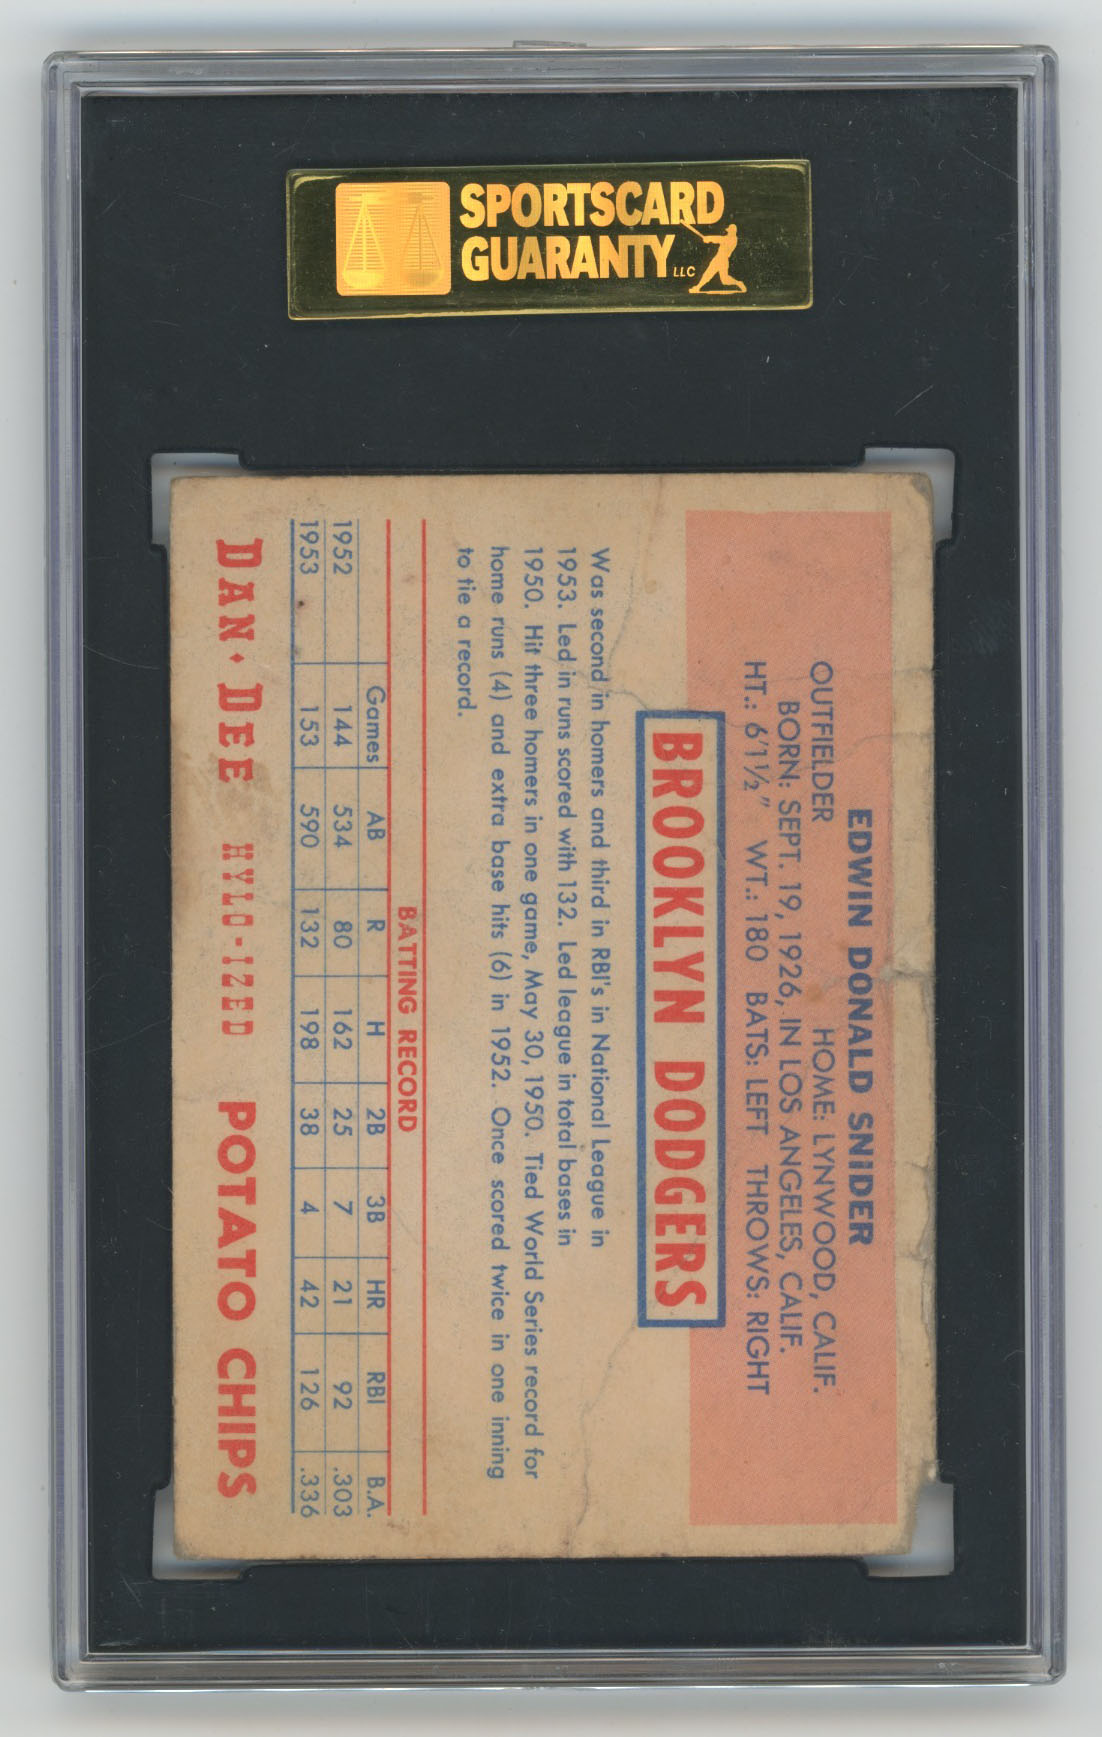 SPORTSCARD
GUARANTY LLC
EDWIN DONALD SNIDER
OUTFIELDER HOME: LYNWOOD, CALIF.
BORN: SEPT. 19, 1926, IN LOS ANGELES, CALIF.
HT.: 6'1½" WT.: 180 BATS: LEFT THROWS: RIGHT
BROOKLYN DODGERS
Was second in homers and third in RBI's in National League in
1953. Led in runs scored with 132. Led league in total bases in
1950. Hit three homers in one game, May 30, 1950. Tied World Series record for
home runs (4) and extra base hits (6) in 1952. Once scored twice in one inning
to tie a record.
BATTING RECORD
Games AB R H 2B 3B HR RBI B.A.
1952 144 534 80 162 25 7 21 92 .303
1953 153 590 132 198 38 4 42 126 .336
DAN·DEE HYLO-IZED POTATO CHIPS